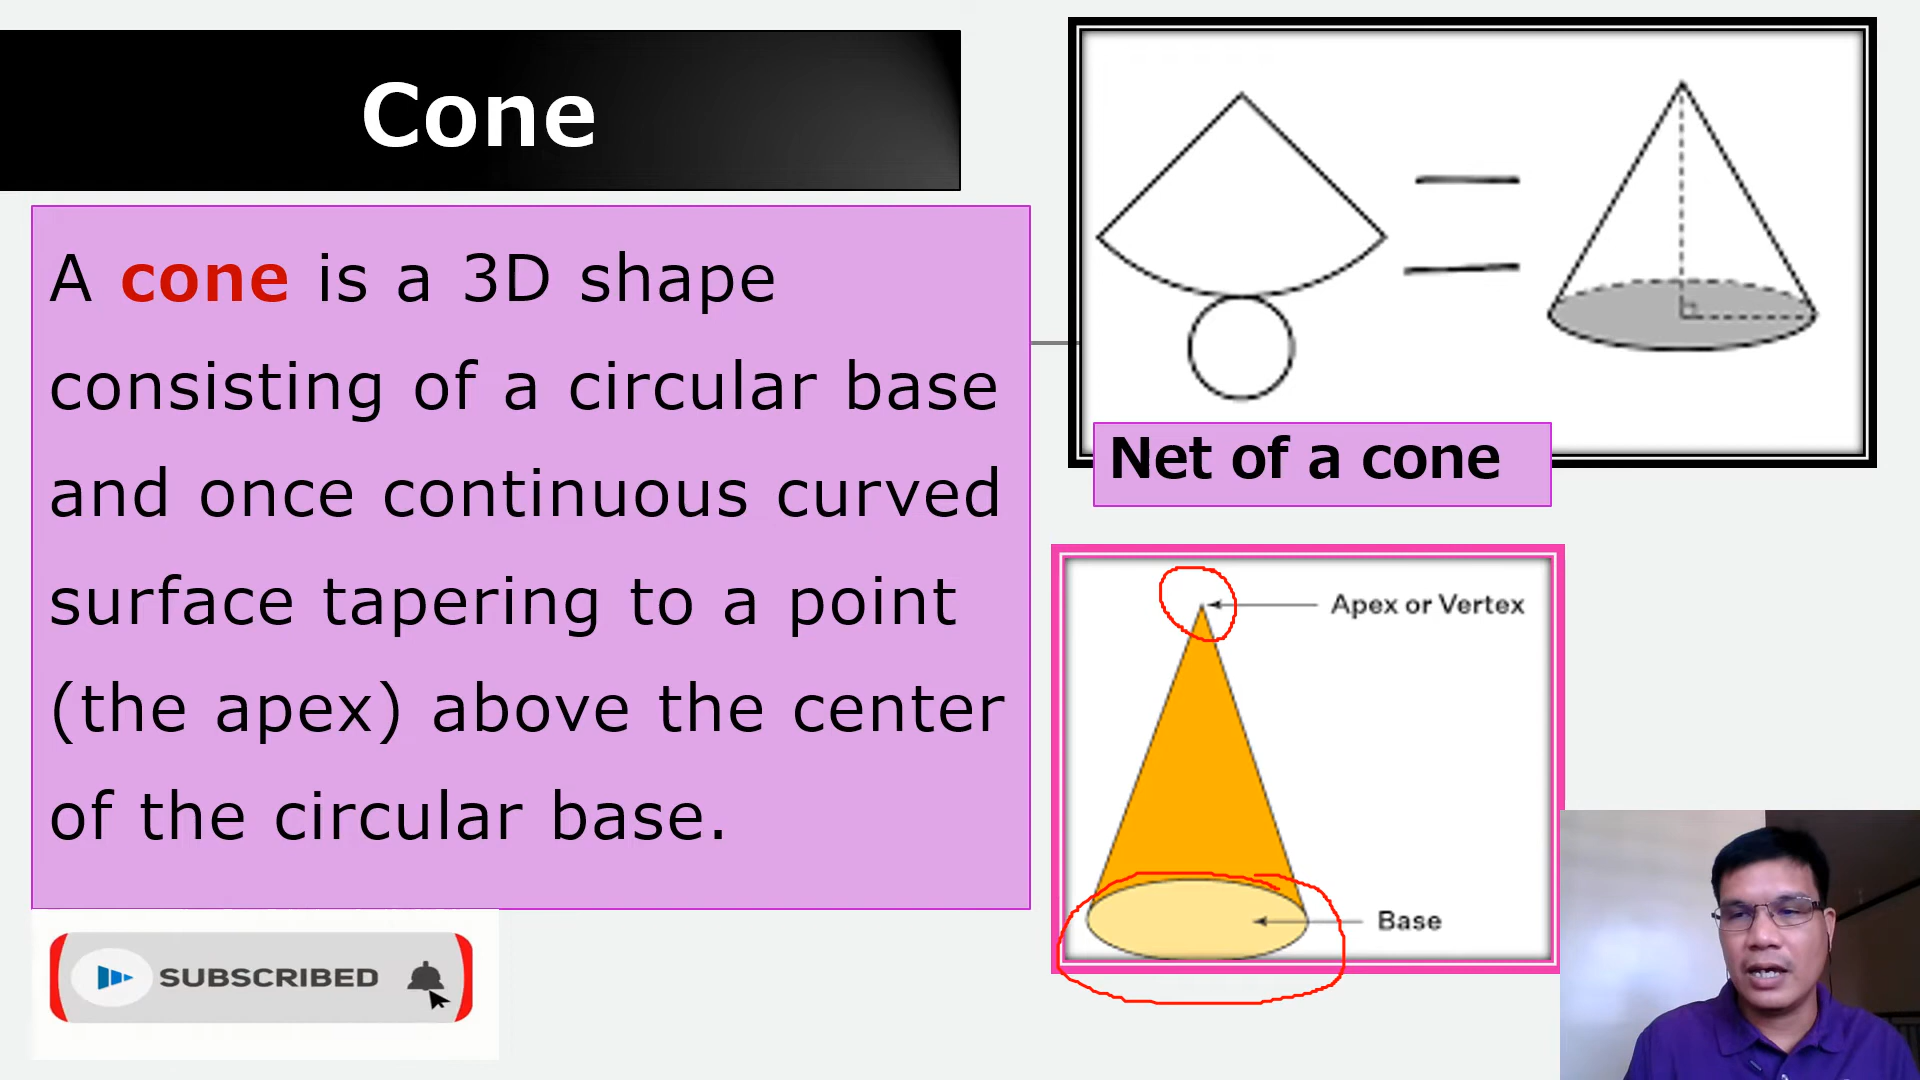 Cone
A cone is a 3D shape
consisting of a circular base
and once continuous curved
surface tapering to a point
(the apex) above the center
of the circular base.
Net of a cone
Apex or Vertex
Base
SUBSCRIBED